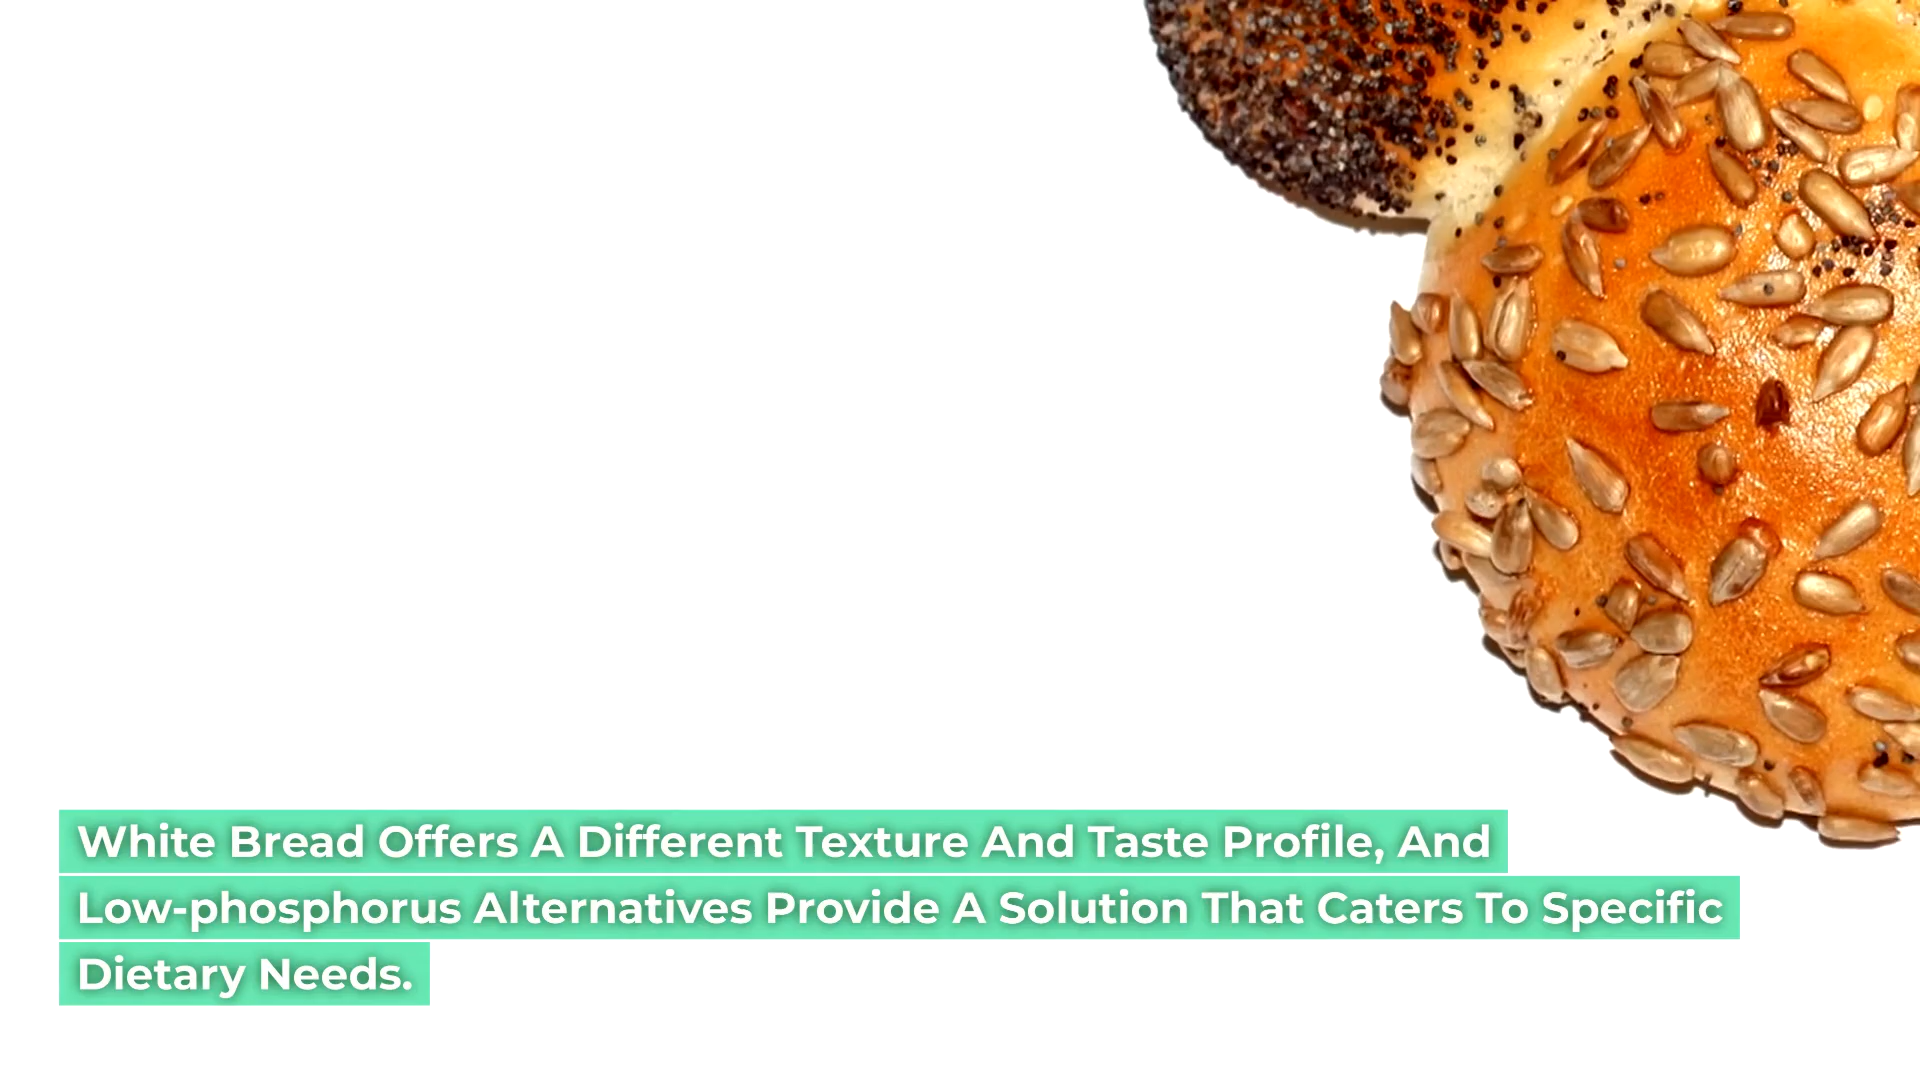 White Bread Offers A Different Texture And Taste Profile, And
Low-phosphorus Alternatives Provide A Solution That Caters To Specific
Dietary Needs.